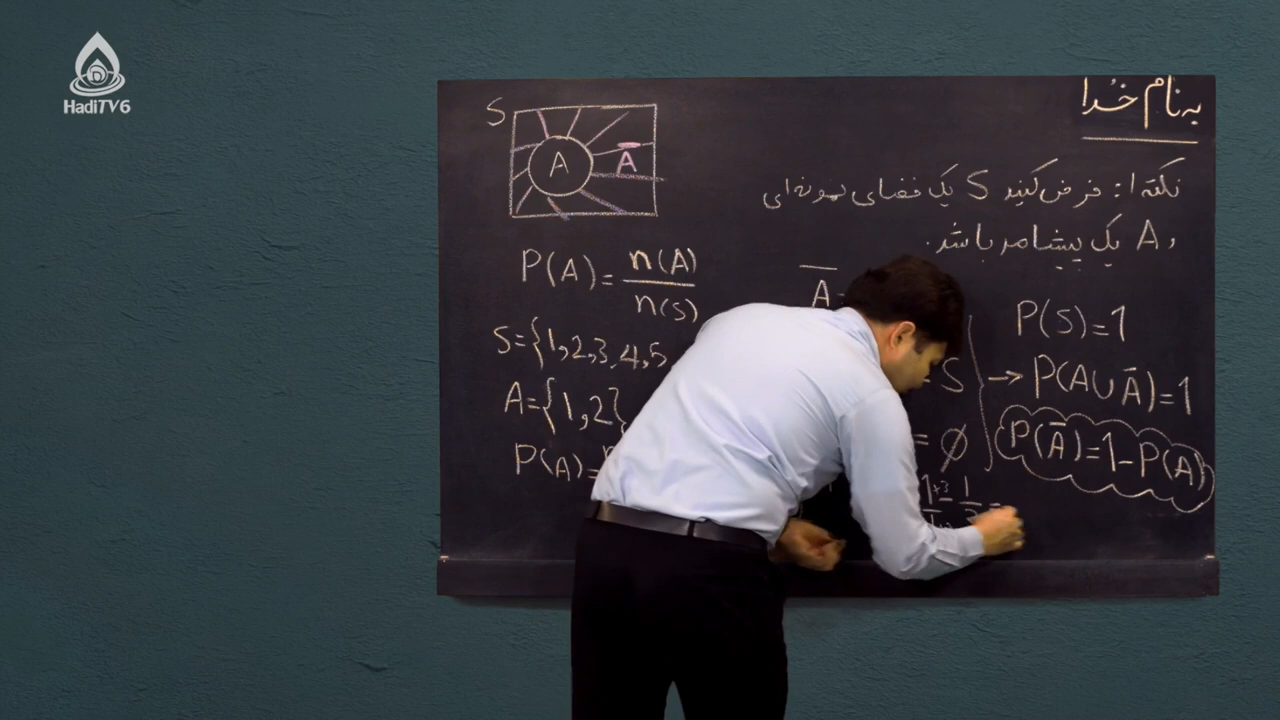 HadiTV6
به نام خدا
نکته ۱: فرض کنید S یک فضای نمونه‌ای
و A یک پیشامد باشد.
S
A
Ā
P(A)=n(A)/n(S)
S={1,2,3,4,5
A={1,2}
P(A)=
Ā=
=S
=∅
P(S)=1
→P(A∪Ā)=1
P(Ā)=1-P(A)